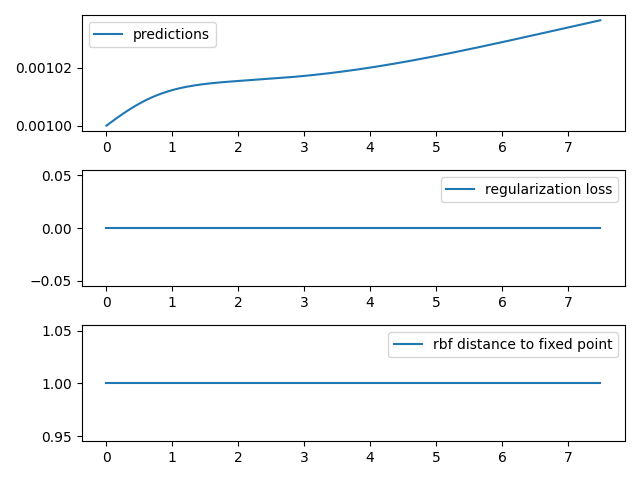 predictions
0.00102
0.00100
0 1 2 3 4 5 6 7
0.05
regularization loss
0.00
−0.05
0 1 2 3 4 5 6 7
1.05
rbf distance to fixed point
1.00
0.95
0 1 2 3 4 5 6 7